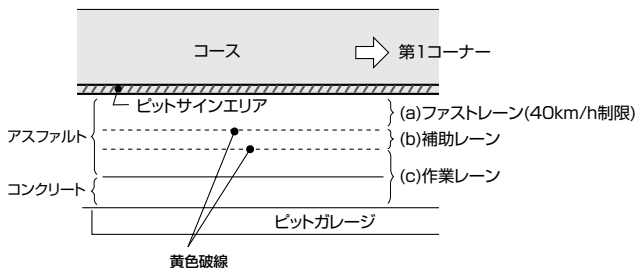 コース
第1コーナー
ピットサインエリア
(a)ファストレーン(40km/h制限)
アスファルト
(b)補助レーン
(c)作業レーン
コンクリート
ピットガレージ
黄色破線